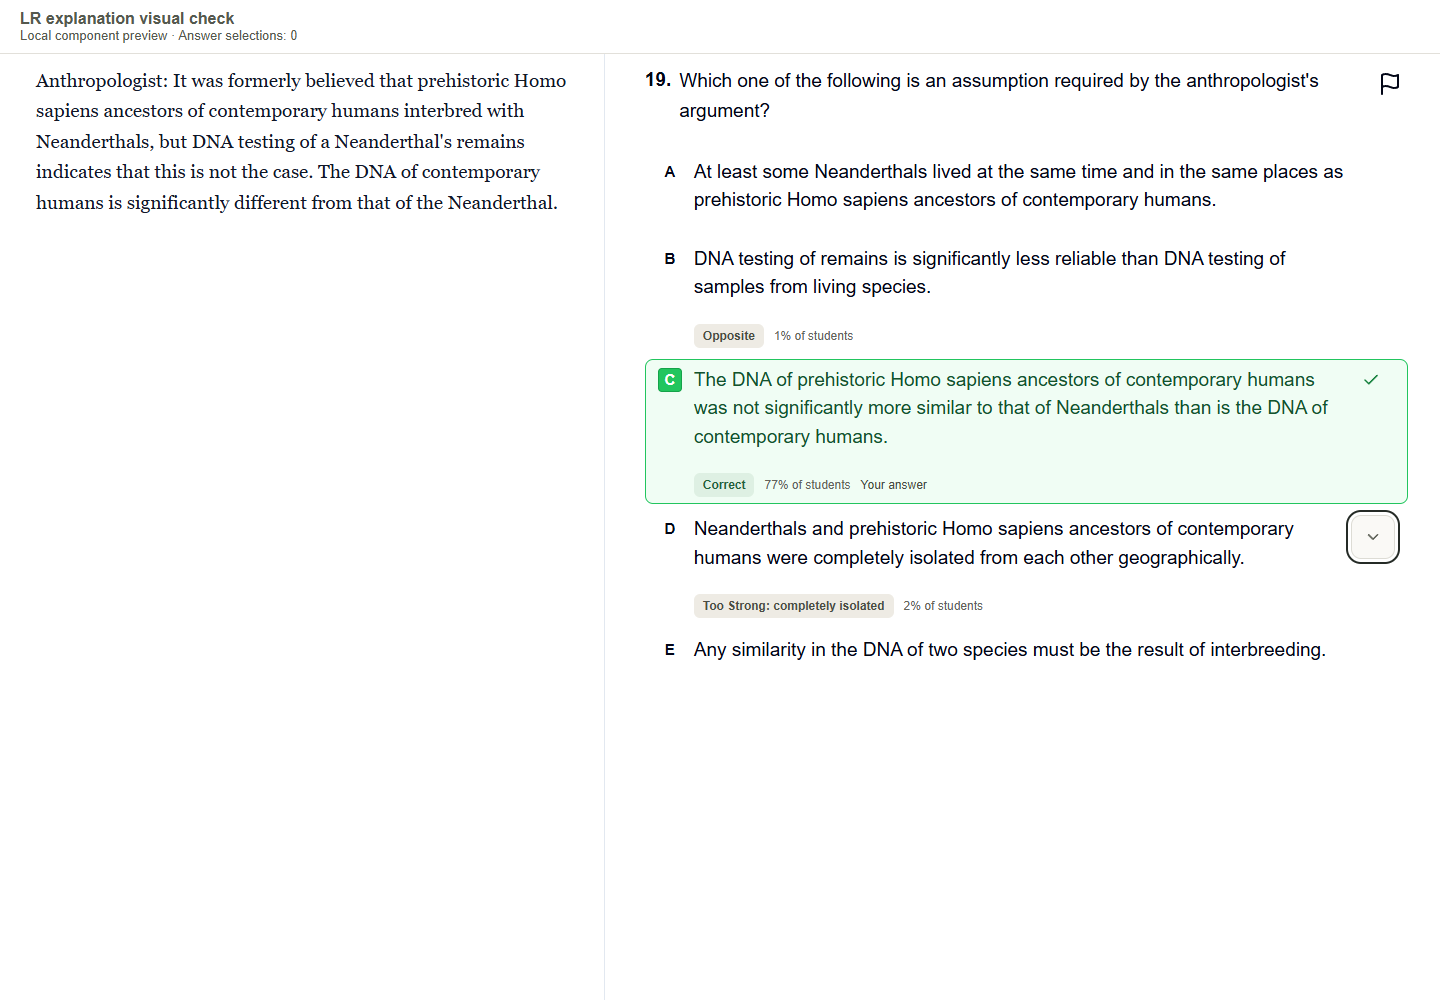 LR explanation visual check
Local component preview · Answer selections: 0
Anthropologist: It was formerly believed that prehistoric Homo
sapiens ancestors of contemporary humans interbred with
Neanderthals, but DNA testing of a Neanderthal's remains
indicates that this is not the case. The DNA of contemporary
humans is significantly different from that of the Neanderthal.
19. Which one of the following is an assumption required by the anthropologist's
argument?
A At least some Neanderthals lived at the same time and in the same places as
prehistoric Homo sapiens ancestors of contemporary humans.
B DNA testing of remains is significantly less reliable than DNA testing of
samples from living species.
Opposite 1% of students
C The DNA of prehistoric Homo sapiens ancestors of contemporary humans
was not significantly more similar to that of Neanderthals than is the DNA of
contemporary humans.
Correct 77% of students Your answer
D Neanderthals and prehistoric Homo sapiens ancestors of contemporary
humans were completely isolated from each other geographically.
Too Strong: completely isolated 2% of students
E Any similarity in the DNA of two species must be the result of interbreeding.